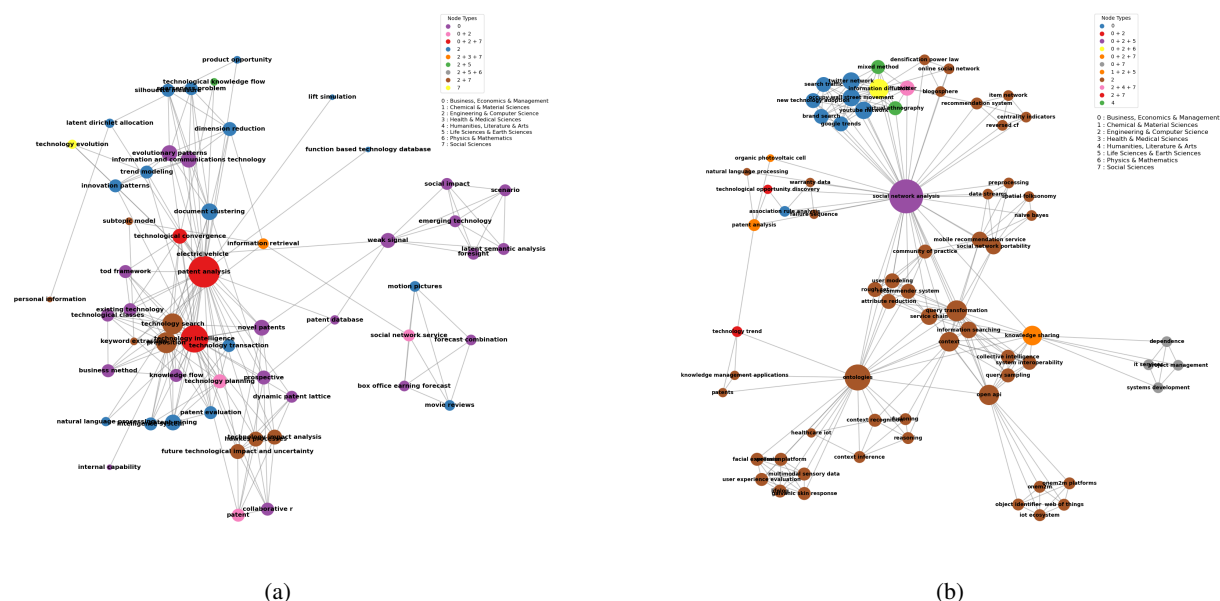 Node Types
0
0 + 2
0 + 2 + 7
2
2 + 3 + 7
2 + 5
2 + 5 + 6
2 + 7
7
0 : Business, Economics & Management
1 : Chemical & Material Sciences
2 : Engineering & Computer Science
3 : Health & Medical Sciences
4 : Humanities, Literature & Arts
5 : Life Sciences & Earth Sciences
6 : Physics & Mathematics
7 : Social Sciences
product opportunity
technological knowledge flow
lift simulation
latent dirichlet allocation
dimension reduction
technology evolution
function based technology database
evolutionary patterns
information and communications technology
trend modeling
innovation patterns
social impact
scenario
document clustering
subtopic model
emerging technology
technological convergence
information retrieval
weak signal
latent semantic analysis
foresight
electric vehicle
tod framework
patent analysis
motion pictures
personal information
existing technology
technological classes
technology search
novel patents
patent database
social network service
technology intelligence
forecast combination
technology transaction
business method
knowledge flow
technology planning
prospective
box office earning forecast
dynamic patent lattice
movie reviews
patent evaluation
technology impact analysis
future technological impact and uncertainty
internal capability
patent
collaborative r
(a)
Node Types
0
0 + 2
0 + 2 + 5
0 + 2 + 6
0 + 2 + 7
0 + 7
1 + 2 + 5
2
2 + 4 + 7
2 + 7
4
0 : Business, Economics & Management
1 : Chemical & Material Sciences
2 : Engineering & Computer Science
3 : Health & Medical Sciences
4 : Humanities, Literature & Arts
5 : Life Sciences & Earth Sciences
6 : Physics & Mathematics
7 : Social Sciences
densification power law
mixed method
online social network
twitter network
search traffic
information diffusion
blogosphere
item network
new technology adoption
recommendation system
youtube network
virtual ethnography
brand search
centrality indicators
google trends
reversed cf
organic photovoltaic cell
natural language processing
warranty data
technological opportunity discovery
preprocessing
data streams
spatial folksonomy
social network analysis
association rule analysis
failure sequence
naive bayes
patent analysis
mobile recommendation service
social network portability
community of practice
user modeling
rough set
recommender system
attribute reduction
query transformation
service chain
technology trend
information searching
knowledge sharing
context
dependence
collective intelligence
system interoperability
it services
project management
knowledge management applications
ontologies
query sampling
systems development
patents
open api
context recognition
healthcare iot
reasoning
context inference
multimodal sensory data
user experience evaluation
galvanic skin response
onem2m
onem2m platforms
object identifier
web of things
iot ecosystem
(b)